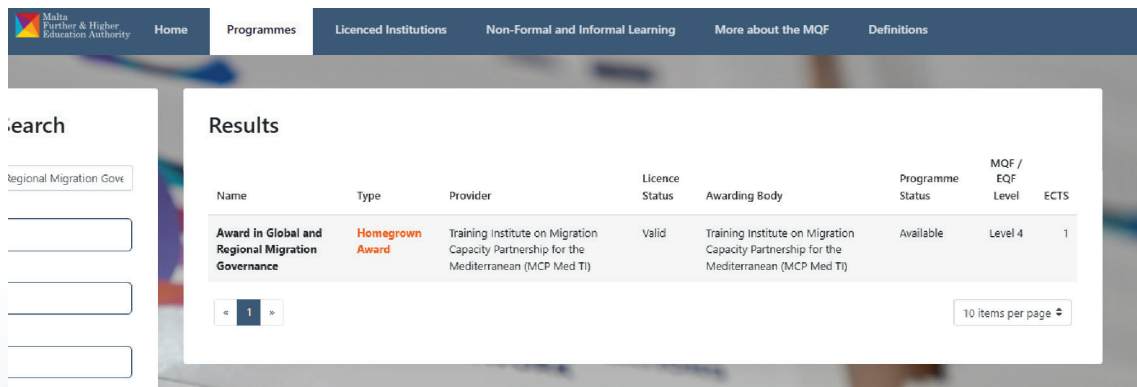 Malta
Further & Higher
Education Authority
Home
Programmes
Licenced Institutions
Non-Formal and Informal Learning
More about the MQF
Definitions
Search
Regional Migration Gove
Results
Name
Type
Provider
Licence
Status
Awarding Body
Programme
Status
MQF /
EQF
Level
ECTS
Award in Global and
Regional Migration
Governance
Homegrown
Award
Training Institute on Migration
Capacity Partnership for the
Mediterranean (MCP Med TI)
Valid
Training Institute on Migration
Capacity Partnership for the
Mediterranean (MCP Med TI)
Available
Level 4
1
« 1 »
10 items per page